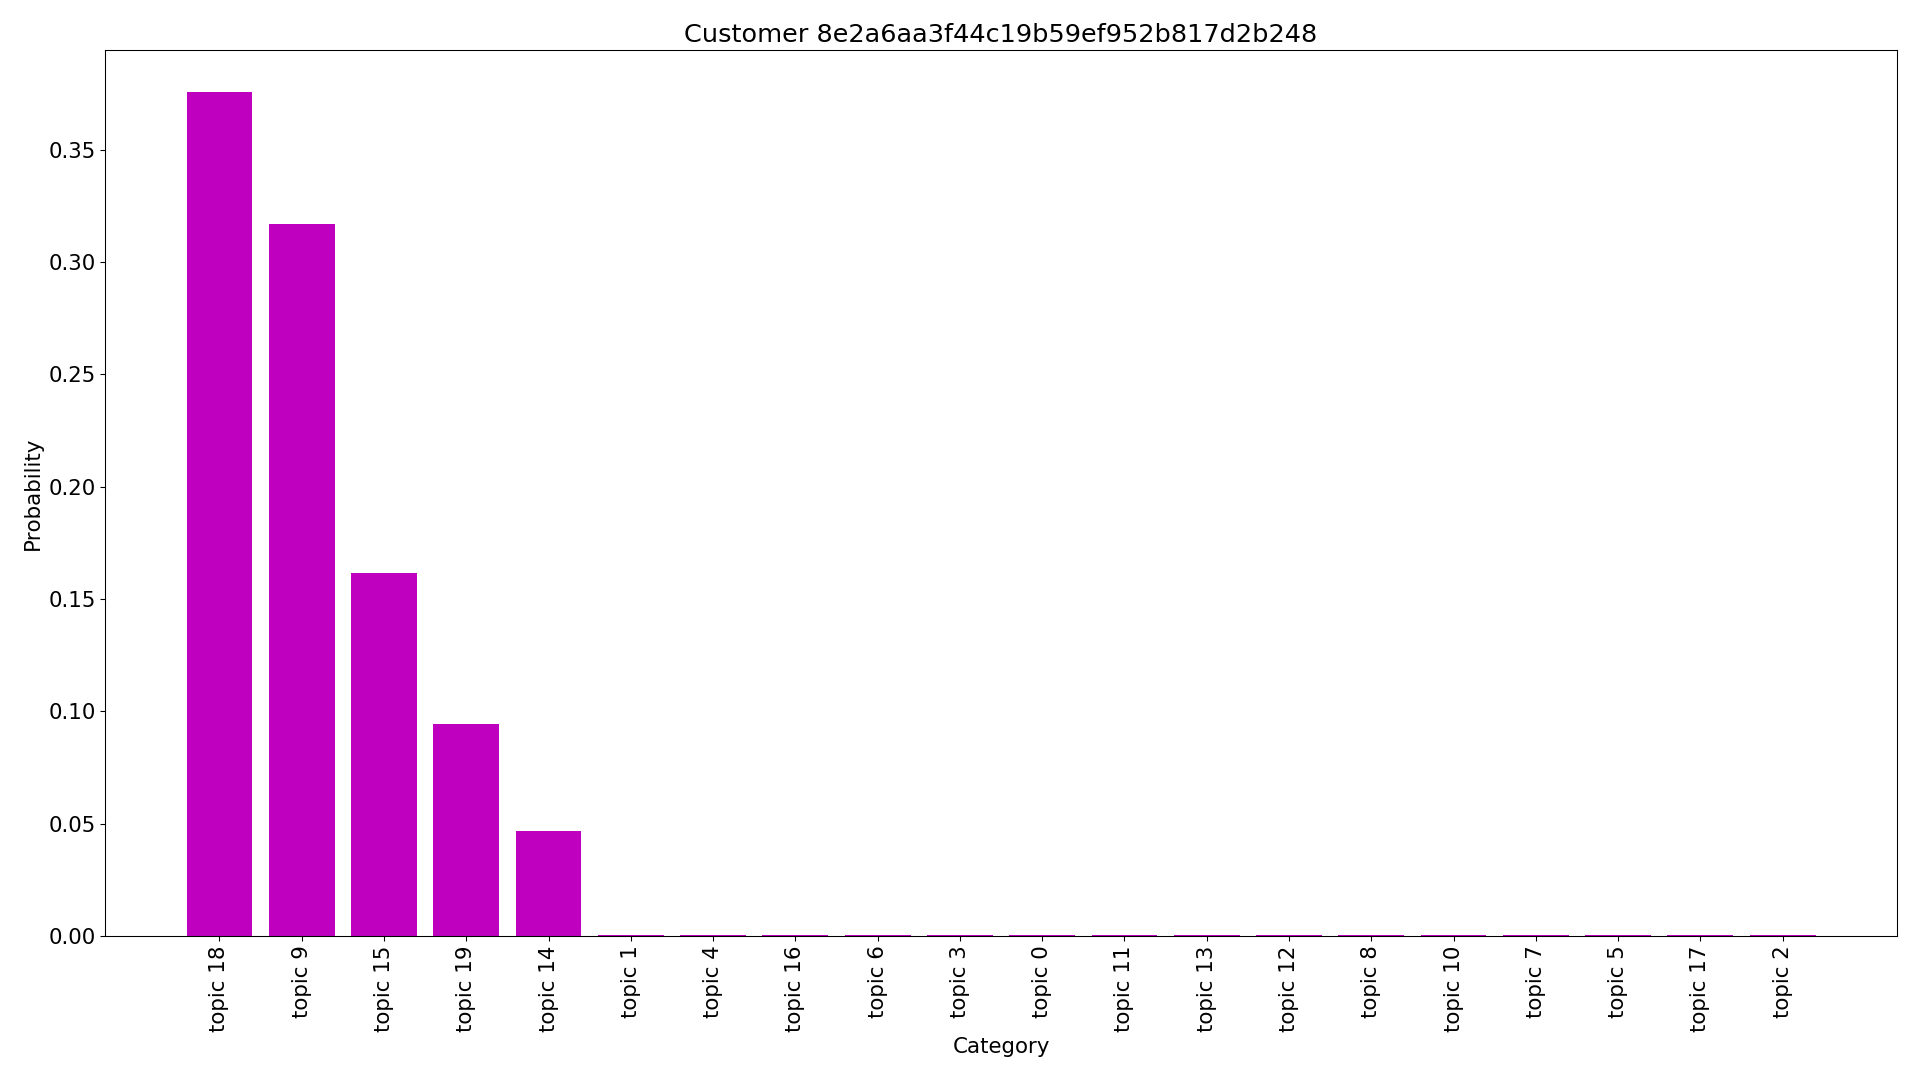 Customer 8e2a6aa3f44c19b59ef952b817d2b248
Probability
0.35
0.30
0.25
0.20
0.15
0.10
0.05
0.00
topic 18
topic 9
topic 15
topic 19
topic 14
topic 1
topic 4
topic 16
topic 6
topic 3
topic 0
topic 11
topic 13
topic 12
topic 8
topic 10
topic 7
topic 5
topic 17
topic 2
Category